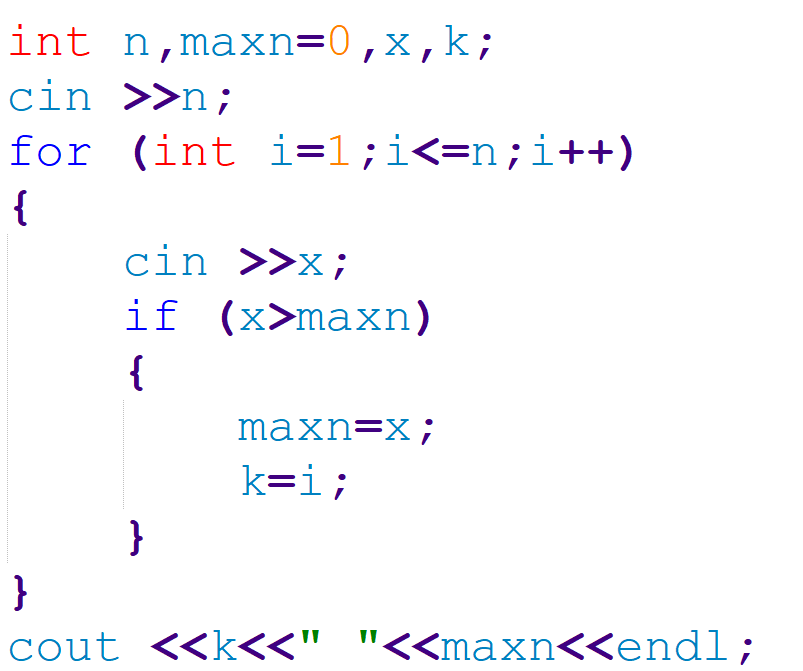 int n,maxn=0,x,k;
cin >>n;
for (int i=1;i<=n;i++)
{
cin >>x;
if (x>maxn)
{
maxn=x;
k=i;
}
}
cout <<k<<" "<<maxn<<endl;